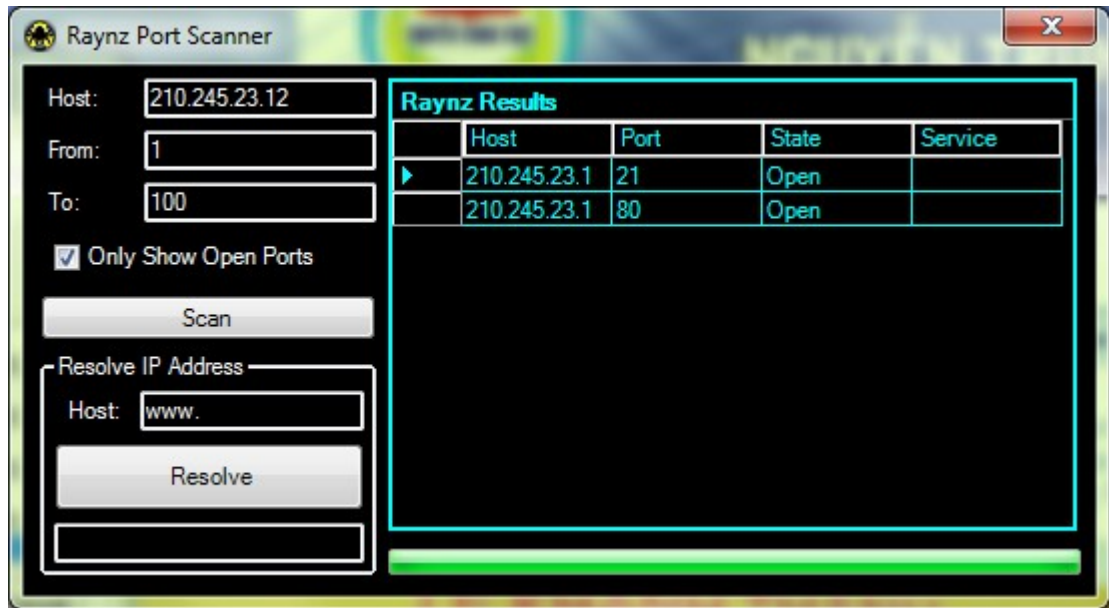 Raynz Port Scanner
Host: 210.245.23.12
From: 1
To: 100
Only Show Open Ports
Scan
Resolve IP Address
Host: www.
Resolve
Raynz Results
Host Port State Service
210.245.23.1 21 Open
210.245.23.1 80 Open